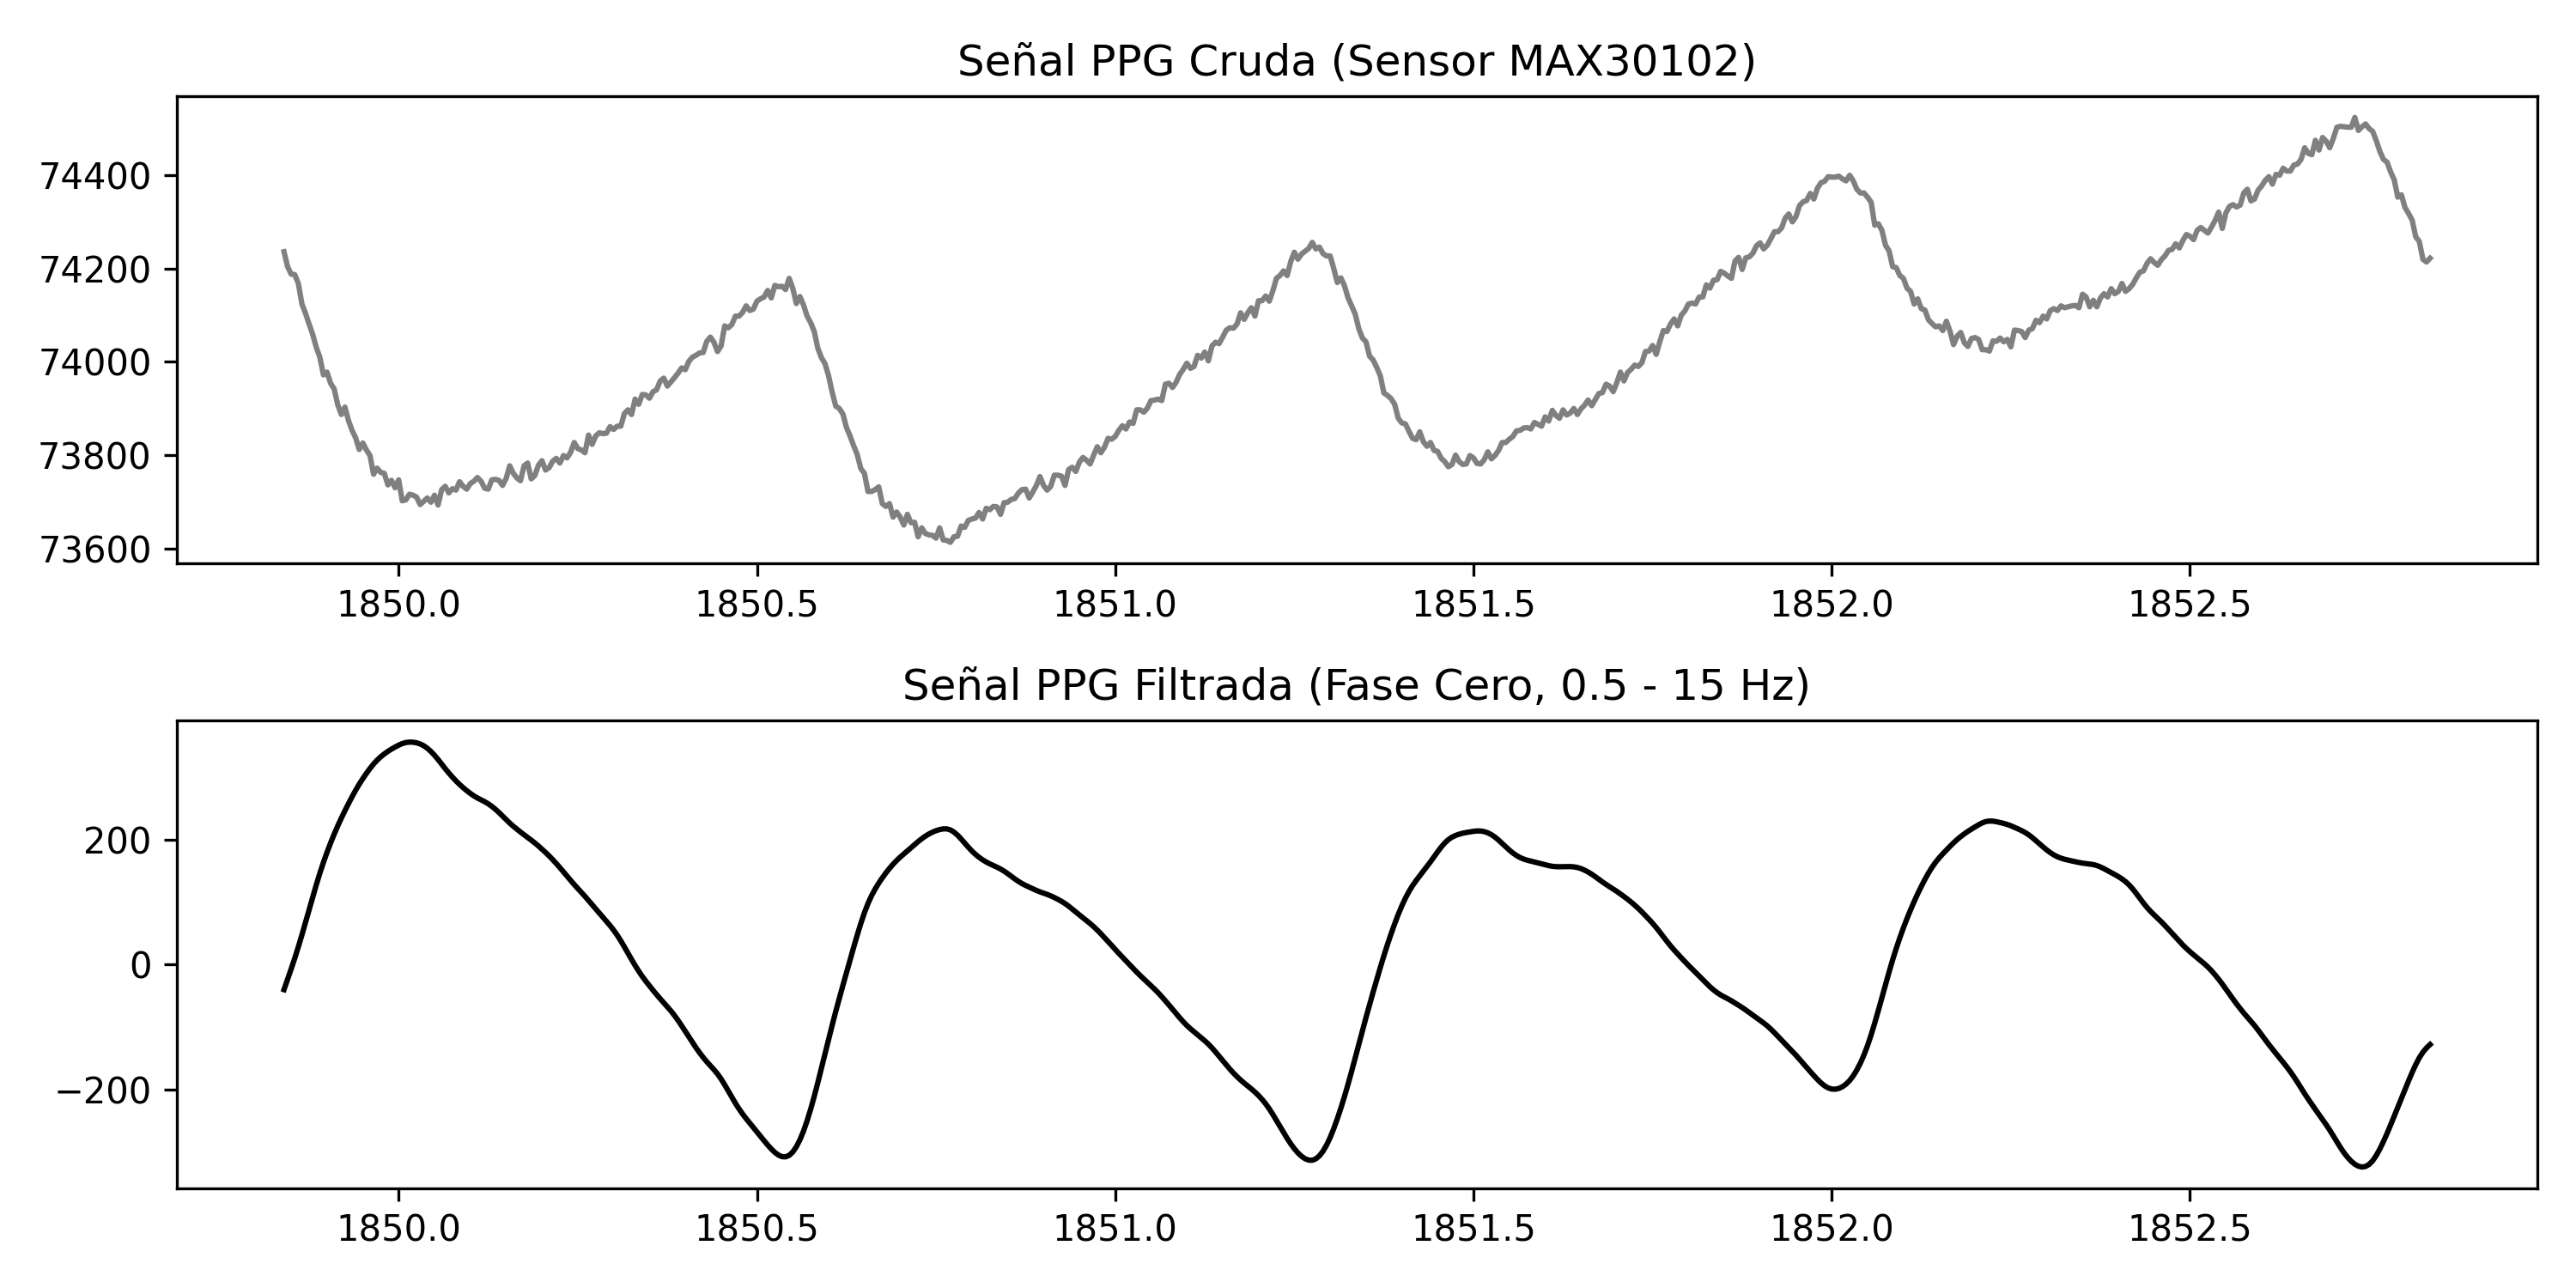 Señal PPG Cruda (Sensor MAX30102)
74400
74200
74000
73800
73600
1850.0 1850.5 1851.0 1851.5 1852.0 1852.5
Señal PPG Filtrada (Fase Cero, 0.5 - 15 Hz)
200
0
−200
1850.0 1850.5 1851.0 1851.5 1852.0 1852.5